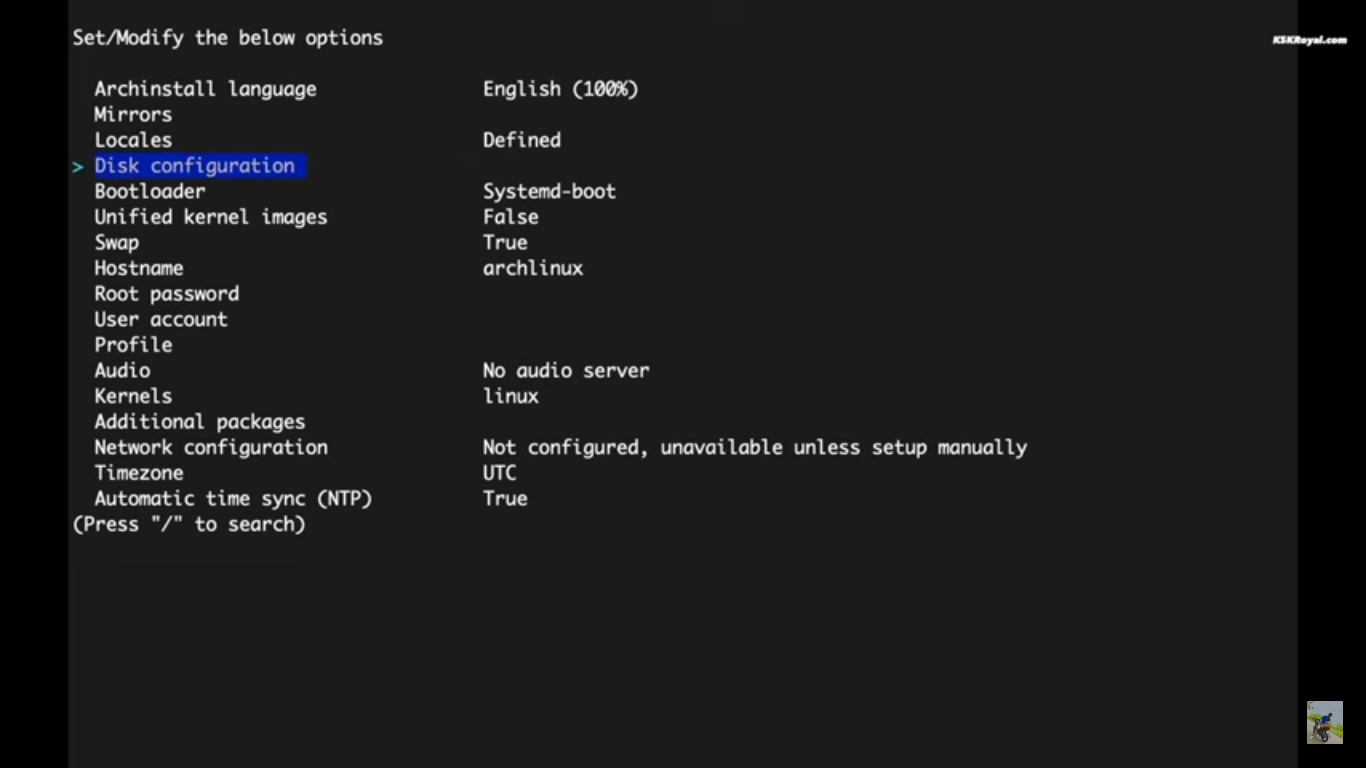 Set/Modify the below options
KSKRoyal.com
Archinstall language English (100%)
Mirrors
Locales Defined
> Disk configuration
Bootloader Systemd-boot
Unified kernel images False
Swap True
Hostname archlinux
Root password
User account
Profile
Audio No audio server
Kernels linux
Additional packages
Network configuration Not configured, unavailable unless setup manually
Timezone UTC
Automatic time sync (NTP) True
(Press "/" to search)